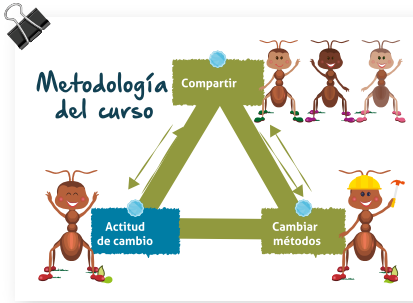 Metodología
del curso
Compartir
Actitud
de cambio
Cambiar
métodos